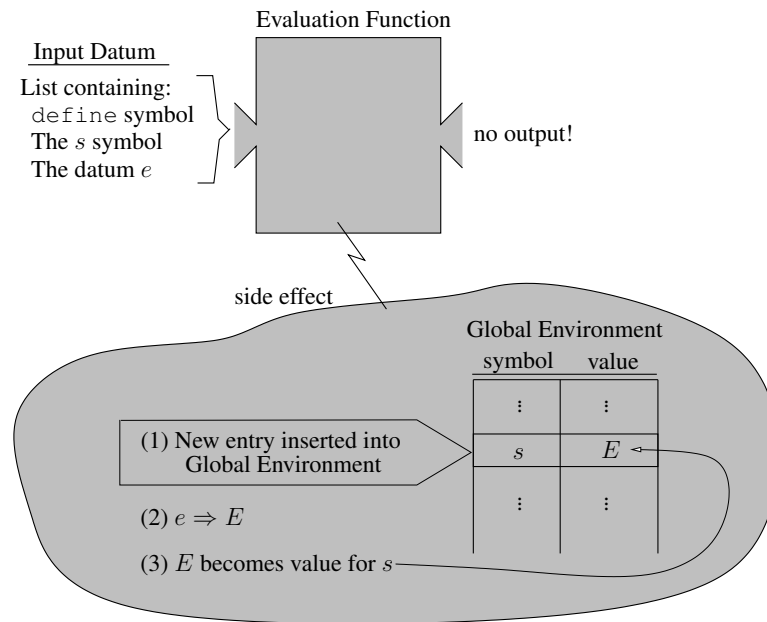 Evaluation Function
Input Datum
List containing:
define symbol
The s symbol
The datum e
no output!
side effect
Global Environment
symbol value
⋮ ⋮
(1) New entry inserted into
Global Environment
s E
⋮ ⋮
(2) e ⇒ E
(3) E becomes value for s